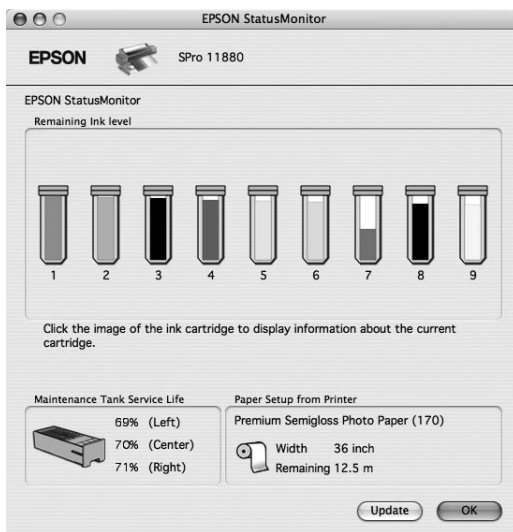 EPSON StatusMonitor
EPSON
SPro 11880
EPSON StatusMonitor
Remaining Ink level
1 2 3 4 5 6 7 8 9
Click the image of the ink cartridge to display information about the current
cartridge.
Maintenance Tank Service Life
69% (Left)
70% (Center)
71% (Right)
Paper Setup from Printer
Premium Semigloss Photo Paper (170)
Width 36 inch
Remaining 12.5 m
Update OK